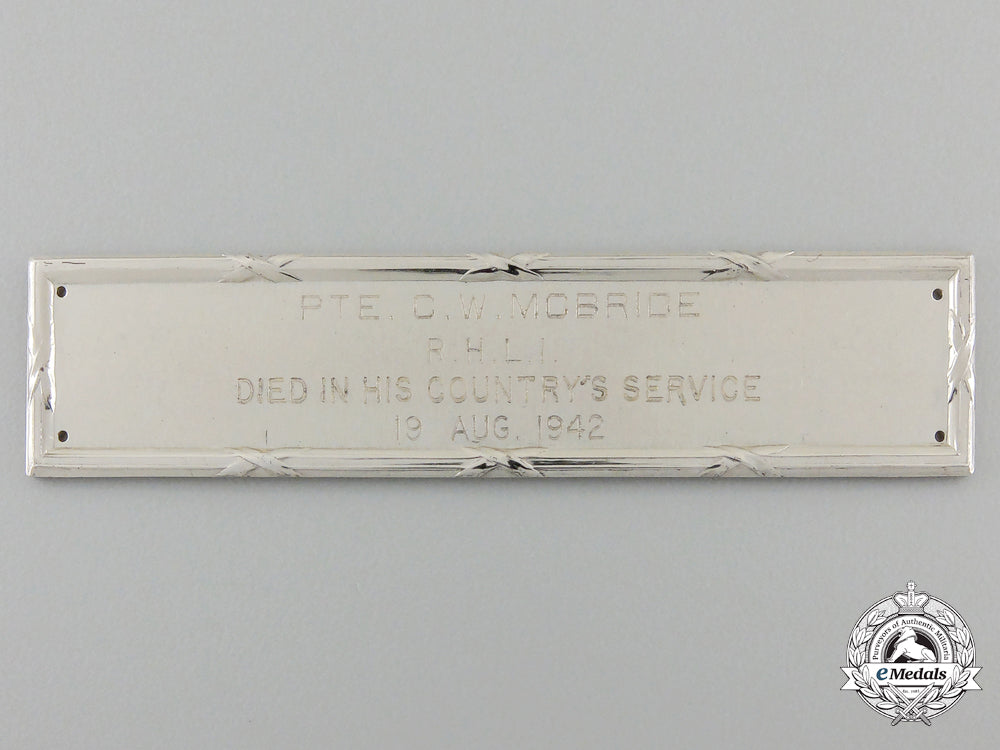 PTE. C.W. MCBRIDE
R.H.L.I.
DIED IN HIS COUNTRY'S SERVICE
19 AUG. 1942
Purveyors of Authentic Militaria
eMedals